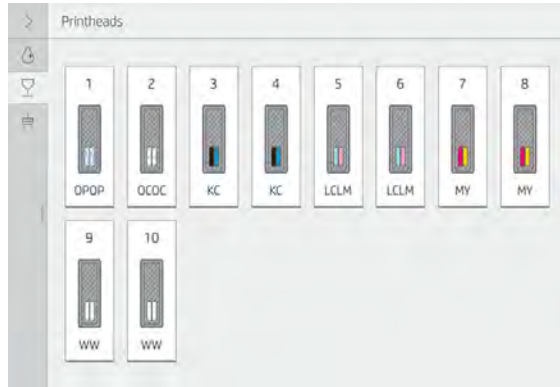 Printheads
1 2 3 4 5 6 7 8
OPOP OCOC KC KC LCLM LCLM MY MY
9 10
WW WW